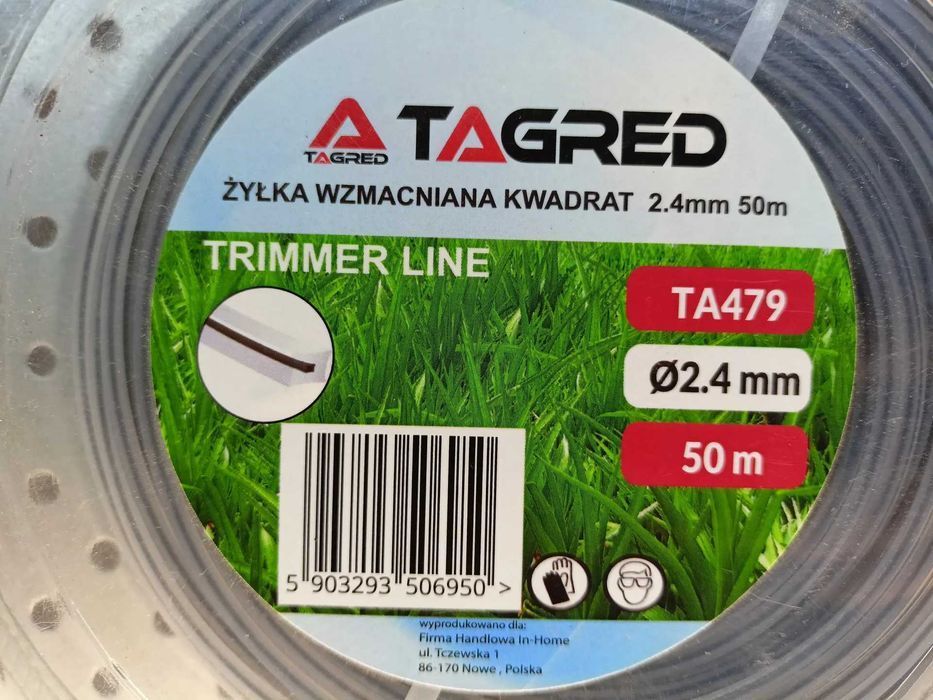 TAGRED
TAGRED
ŻYŁKA WZMACNIANA KWADRAT 2.4mm 50m
TRIMMER LINE
TA479
Ø2.4 mm
50 m
5 903293 506950 >
wyprodukowano dla:
Firma Handlowa In-Home
ul. Tczewska 1
86-170 Nowe , Polska